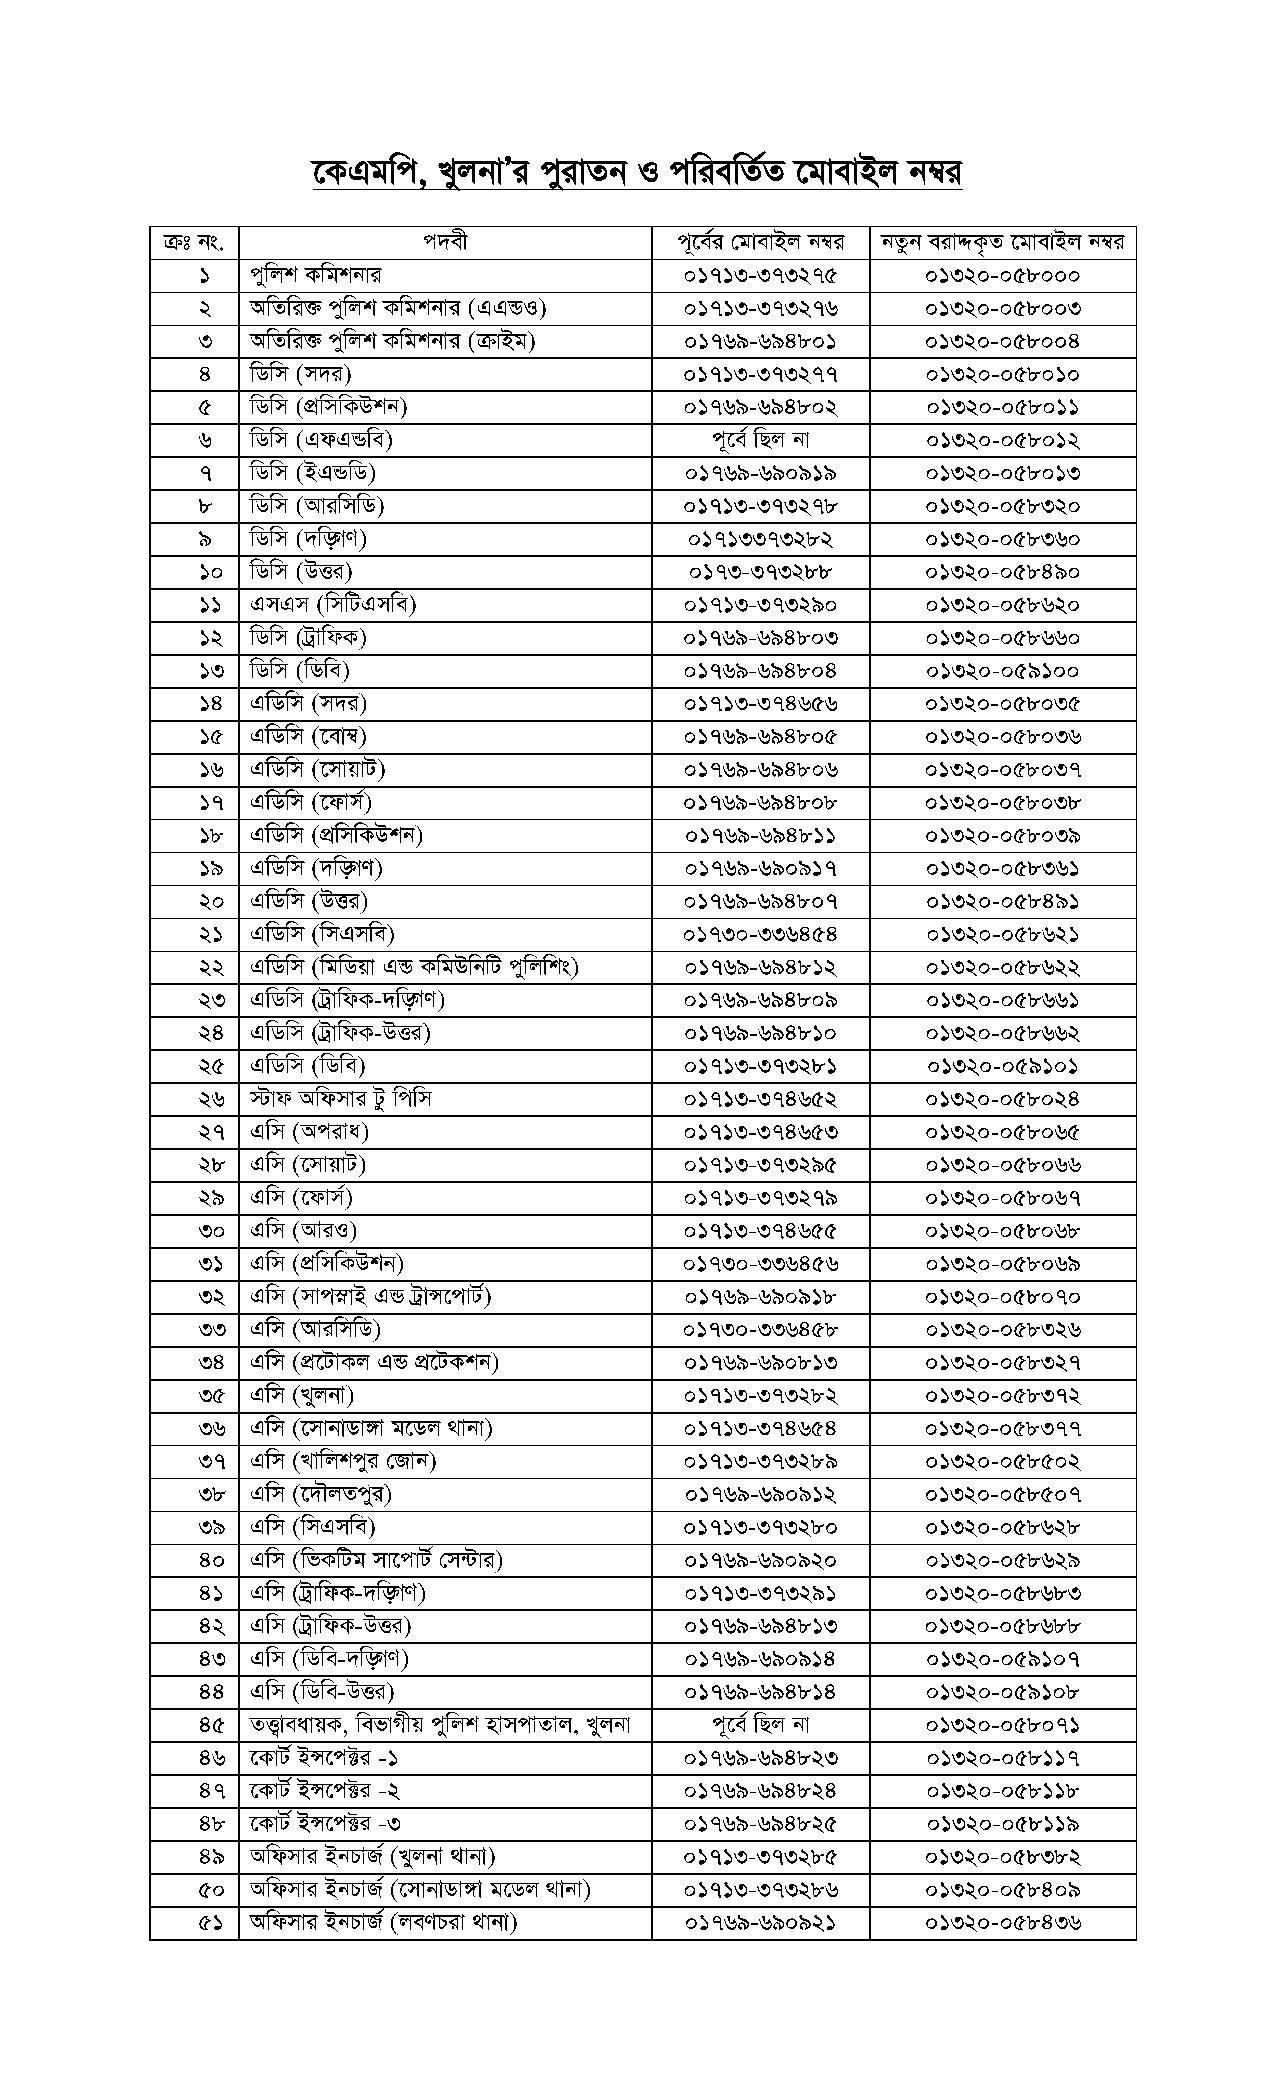 কেএমপি, খুলনা’র পুরাতন ও পরিবর্তিত মোবাইল নম্বর
ক্রঃ নং. পদবী পূর্বের মোবাইল নম্বর নতুন বরাদ্দকৃত মোবাইল নম্বর
১ পুলিশ কমিশনার ০১৭১৩-৩৭৩২৭৫ ০১৩২০-০৫৮০০০
২ অতিরিক্ত পুলিশ কমিশনার (এএন্ডও) ০১৭১৩-৩৭৩২৭৬ ০১৩২০-০৫৮০০৩
৩ অতিরিক্ত পুলিশ কমিশনার (ক্রাইম) ০১৭৬৯-৬৯৪৮০১ ০১৩২০-০৫৮০০৪
৪ ডিসি (সদর) ০১৭১৩-৩৭৩২৭৭ ০১৩২০-০৫৮০১০
৫ ডিসি (প্রসিকিউশন) ০১৭৬৯-৬৯৪৮০২ ০১৩২০-০৫৮০১১
৬ ডিসি (এফএন্ডবি) পূর্বে ছিল না ০১৩২০-০৫৮০১২
৭ ডিসি (ইএন্ডডি) ০১৭৬৯-৬৯০৯১৯ ০১৩২০-০৫৮০১৩
৮ ডিসি (আরসিডি) ০১৭১৩-৩৭৩২৭৮ ০১৩২০-০৫৮৩২০
৯ ডিসি (দড়্গিণ) ০১৭১৩৩৭৩২৮২ ০১৩২০-০৫৮৩৬০
১০ ডিসি (উত্তর) ০১৭৩-৩৭৩২৮৮ ০১৩২০-০৫৮৪৯০
১১ এসএস (সিটিএসবি) ০১৭১৩-৩৭৩২৯০ ০১৩২০-০৫৮৬২০
১২ ডিসি (ট্রাফিক) ০১৭৬৯-৬৯৪৮০৩ ০১৩২০-০৫৮৬৬০
১৩ ডিসি (ডিবি) ০১৭৬৯-৬৯৪৮০৪ ০১৩২০-০৫৯১০০
১৪ এডিসি (সদর) ০১৭১৩-৩৭৪৬৫৬ ০১৩২০-০৫৮০৩৫
১৫ এডিসি (বোম্ব) ০১৭৬৯-৬৯৪৮০৫ ০১৩২০-০৫৮০৩৬
১৬ এডিসি (সোয়াট) ০১৭৬৯-৬৯৪৮০৬ ০১৩২০-০৫৮০৩৭
১৭ এডিসি (ফোর্স) ০১৭৬৯-৬৯৪৮০৮ ০১৩২০-০৫৮০৩৮
১৮ এডিসি (প্রসিকিউশন) ০১৭৬৯-৬৯৪৮১১ ০১৩২০-০৫৮০৩৯
১৯ এডিসি (দড়্গিণ) ০১৭৬৯-৬৯০৯১৭ ০১৩২০-০৫৮৩৬১
২০ এডিসি (উত্তর) ০১৭৬৯-৬৯৪৮০৭ ০১৩২০-০৫৮৪৯১
২১ এডিসি (সিএসবি) ০১৭৩০-৩৩৬৪৫৪ ০১৩২০-০৫৮৬২১
২২ এডিসি (মিডিয়া এন্ড কমিউনিটি পুলিশিং) ০১৭৬৯-৬৯৪৮১২ ০১৩২০-০৫৮৬২২
২৩ এডিসি (ট্রাফিক-দড়্গিণ) ০১৭৬৯-৬৯৪৮০৯ ০১৩২০-০৫৮৬৬১
২৪ এডিসি (ট্রাফিক-উত্তর) ০১৭৬৯-৬৯৪৮১০ ০১৩২০-০৫৮৬৬২
২৫ এডিসি (ডিবি) ০১৭১৩-৩৭৩২৮১ ০১৩২০-০৫৯১০১
২৬ স্টাফ অফিসার টু পিসি ০১৭১৩-৩৭৪৬৫২ ০১৩২০-০৫৮০২৪
২৭ এসি (অপরাধ) ০১৭১৩-৩৭৪৬৫৩ ০১৩২০-০৫৮০৬৫
২৮ এসি (সোয়াট) ০১৭১৩-৩৭৩২৯৫ ০১৩২০-০৫৮০৬৬
২৯ এসি (ফোর্স) ০১৭১৩-৩৭৩২৭৯ ০১৩২০-০৫৮০৬৭
৩০ এসি (আরও) ০১৭১৩-৩৭৪৬৫৫ ০১৩২০-০৫৮০৬৮
৩১ এসি (প্রসিকিউশন) ০১৭৩০-৩৩৬৪৫৬ ০১৩২০-০৫৮০৬৯
৩২ এসি (সাপস্নাই এন্ড ট্রান্সপোর্ট) ০১৭৬৯-৬৯০৯১৮ ০১৩২০-০৫৮০৭০
৩৩ এসি (আরসিডি) ০১৭৩০-৩৩৬৪৫৮ ০১৩২০-০৫৮৩২৬
৩৪ এসি (প্রটোকল এন্ড প্রটেকশন) ০১৭৬৯-৬৯০৮১৩ ০১৩২০-০৫৮৩২৭
৩৫ এসি (খুলনা) ০১৭১৩-৩৭৩২৮২ ০১৩২০-০৫৮৩৭২
৩৬ এসি (সোনাডাঙ্গা মডেল থানা) ০১৭১৩-৩৭৪৬৫৪ ০১৩২০-০৫৮৩৭৭
৩৭ এসি (খালিশপুর জোন) ০১৭১৩-৩৭৩২৮৯ ০১৩২০-০৫৮৫০২
৩৮ এসি (দৌলতপুর) ০১৭৬৯-৬৯০৯১২ ০১৩২০-০৫৮৫০৭
৩৯ এসি (সিএসবি) ০১৭১৩-৩৭৩২৮০ ০১৩২০-০৫৮৬২৮
৪০ এসি (ভিকটিম সাপোর্ট সেন্টার) ০১৭৬৯-৬৯০৯২০ ০১৩২০-০৫৮৬২৯
৪১ এসি (ট্রাফিক-দড়্গিণ) ০১৭১৩-৩৭৩২৯১ ০১৩২০-০৫৮৬৮৩
৪২ এসি (ট্রাফিক-উত্তর) ০১৭৬৯-৬৯৪৮১৩ ০১৩২০-০৫৮৬৮৮
৪৩ এসি (ডিবি-দড়্গিণ) ০১৭৬৯-৬৯০৯১৪ ০১৩২০-০৫৯১০৭
৪৪ এসি (ডিবি-উত্তর) ০১৭৬৯-৬৯৪৮১৪ ০১৩২০-০৫৯১০৮
৪৫ তত্ত্বাবধায়ক, বিভাগীয় পুলিশ হাসপাতাল, খুলনা পূর্বে ছিল না ০১৩২০-০৫৮০৭১
৪৬ কোর্ট ইন্সপেক্টর -১ ০১৭৬৯-৬৯৪৮২৩ ০১৩২০-০৫৮১১৭
৪৭ কোর্ট ইন্সপেক্টর -২ ০১৭৬৯-৬৯৪৮২৪ ০১৩২০-০৫৮১১৮
৪৮ কোর্ট ইন্সপেক্টর -৩ ০১৭৬৯-৬৯৪৮২৫ ০১৩২০-০৫৮১১৯
৪৯ অফিসার ইনচার্জ (খুলনা থানা) ০১৭১৩-৩৭৩২৮৫ ০১৩২০-০৫৮৩৮২
৫০ অফিসার ইনচার্জ (সোনাডাঙ্গা মডেল থানা) ০১৭১৩-৩৭৩২৮৬ ০১৩২০-০৫৮৪০৯
৫১ অফিসার ইনচার্জ (লবণচরা থানা) ০১৭৬৯-৬৯০৯২১ ০১৩২০-০৫৮৪৩৬